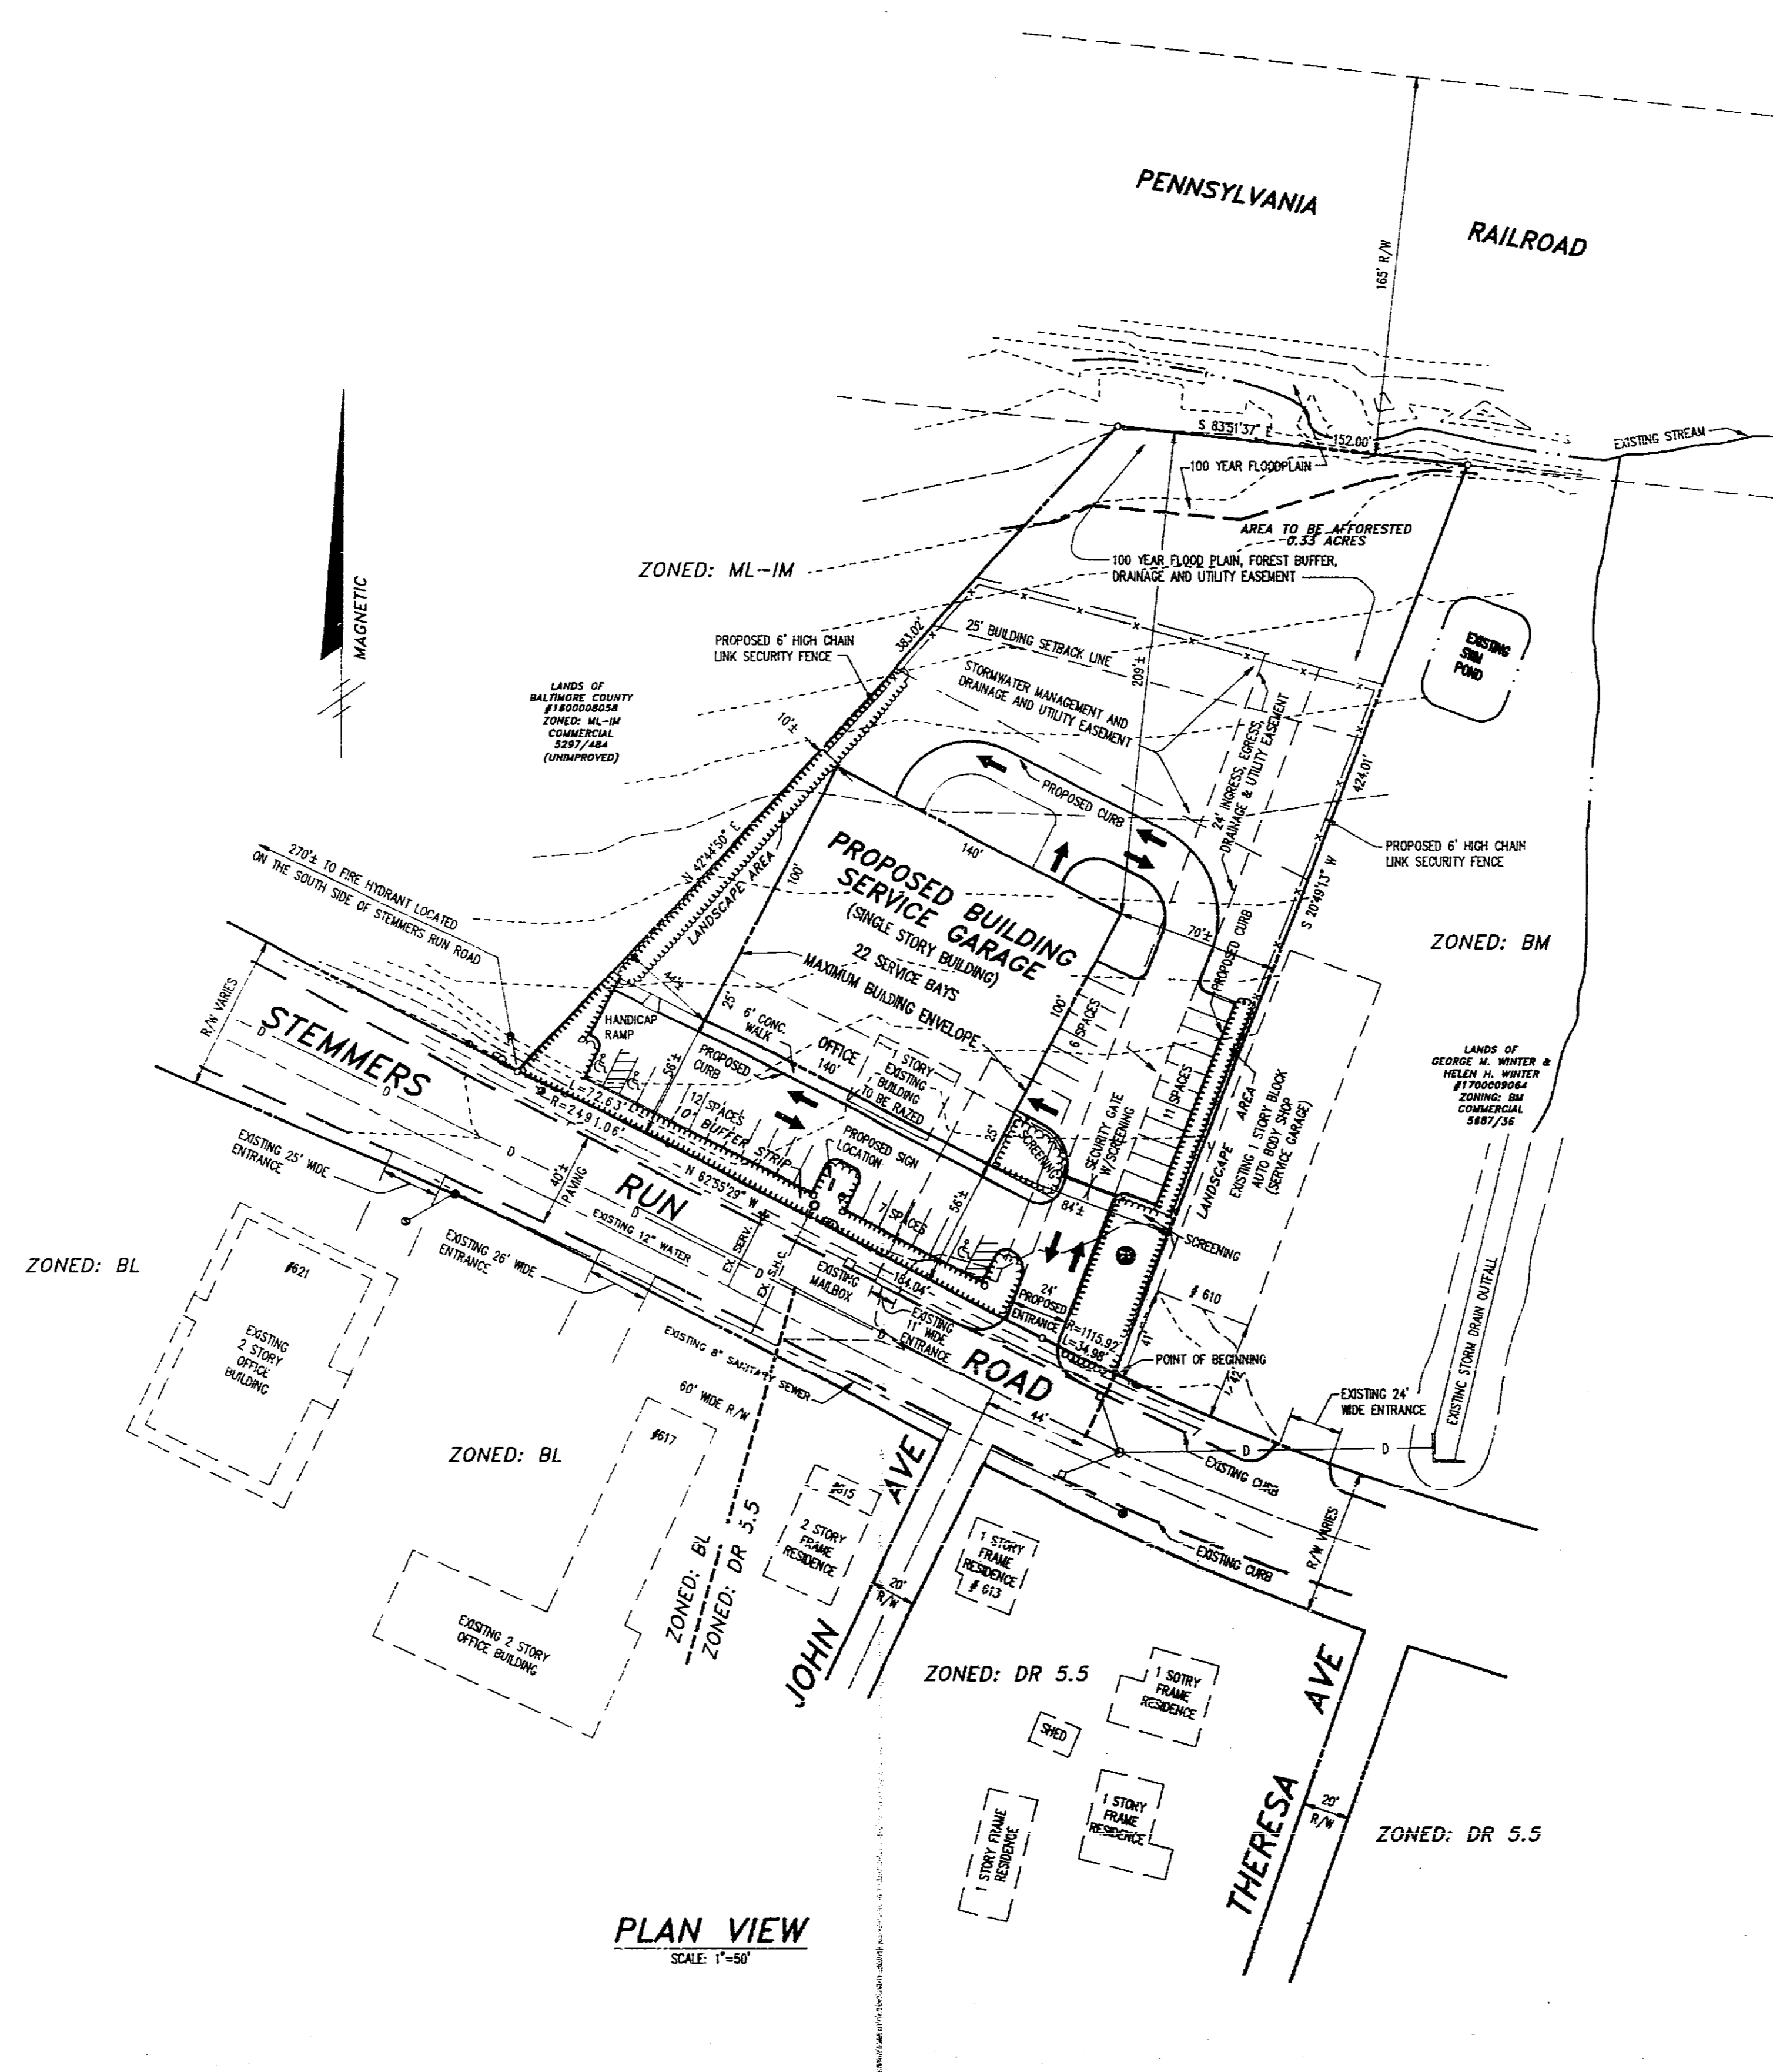 PENNSYLVANIA
RAILROAD
165' R/W
S 83°51'37" E
152.00'
EXISTING STREAM
100 YEAR FLOODPLAIN
AREA TO BE AFFORESTED
0.33 ACRES
100 YEAR FLOOD PLAIN, FOREST BUFFER,
DRAINAGE AND UTILITY EASEMENT
ZONED: ML-IM
MAGNETIC
PROPOSED 6' HIGH CHAIN
LINK SECURITY FENCE
383.02'
25' BUILDING SETBACK LINE
209'±
STORMWATER MANAGEMENT AND
DRAINAGE AND UTILITY EASEMENT
24' INGRESS, EGRESS,
DRAINAGE & UTILITY EASEMENT
EXISTING
SWM
POND
LANDS OF
BALTIMORE COUNTY
#1800008058
ZONED: ML-IM
COMMERCIAL
5297/484
(UNIMPROVED)
10'±
424.01'
PROPOSED CURB
PROPOSED 6' HIGH CHAIN
LINK SECURITY FENCE
N 42°44'50" E
LANDSCAPE AREA
100'
140'
PROPOSED BUILDING
SERVICE GARAGE
(SINGLE STORY BUILDING)
22 SERVICE BAYS
MAXIMUM BUILDING ENVELOPE
S 20°49'13" W
70'±
PROPOSED CURB
ZONED: BM
270'± TO FIRE HYDRANT LOCATED
ON THE SOUTH SIDE OF STEMMERS RUN ROAD
R/W VARIES
STEMMERS
D
D
44'±
25'
HANDICAP
RAMP
6' CONC.
WALK
OFFICE
140'
PROPOSED
CURB
56'±
1 STORY
EXISTING
BUILDING
TO BE RAZED
100'
6 SPACES
11 SPACES
LANDSCAPE AREA
EXISTING 1 STORY BLOCK
AUTO BODY SHOP
(SERVICE GARAGE)
LANDS OF
GEORGE M. WINTER &
HELEN H. WINTER
#1700009064
ZONING: BM
COMMERCIAL
5687/36
L=72.63'
R=2491.06'
12 SPACES
10' BUFFER STRIP
PROPOSED SIGN
LOCATION
25'
SCREENING
SECURITY GATE
W/SCREENING
EXISTING 25' WIDE
ENTRANCE
D
40'±
PAVING
RUN
N 62°55'29" W
7 SPACES
56'±
84'±
SCREENING
EXISTING 26' WIDE
ENTRANCE
EXISTING 12" WATER
D
EX. SERV.
EX. S.H.C.
D
EXISTING
MAILBOX
184.04'
EXISTING
11' WIDE
ENTRANCE
D
24'
PROPOSED
ENTRANCE
R=1115.92'
L=34.98'
41'
# 610
42'
POINT OF BEGINNING
EXISTING STORM DRAIN OUTFALL
ZONED: BL
#621
EXISTING
2 STORY
OFFICE
BUILDING
EXISTING 8" SANITARY SEWER
60' WIDE R/W
ROAD
44'
EXISTING 24'
WIDE ENTRANCE
D
D
EXISTING CURB
ZONED: BL
#617
EXISITNG 2 STORY
OFFICE BUILDING
ZONED: BL
ZONED: DR 5.5
#615
2 STORY
FRAME
RESIDENCE
JOHN AVE
20'
R/W
1 STORY
FRAME
RESIDENCE
# 613
EXISTING CURB
R/W VARIES
ZONED: DR 5.5
1 SOTRY
FRAME
RESIDENCE
SHED
1 STORY
FRAME
RESIDENCE
1 STORY FRAME
RESIDENCE
THERESA AVE
20'
R/W
ZONED: DR 5.5
PLAN VIEW
SCALE: 1"=50'